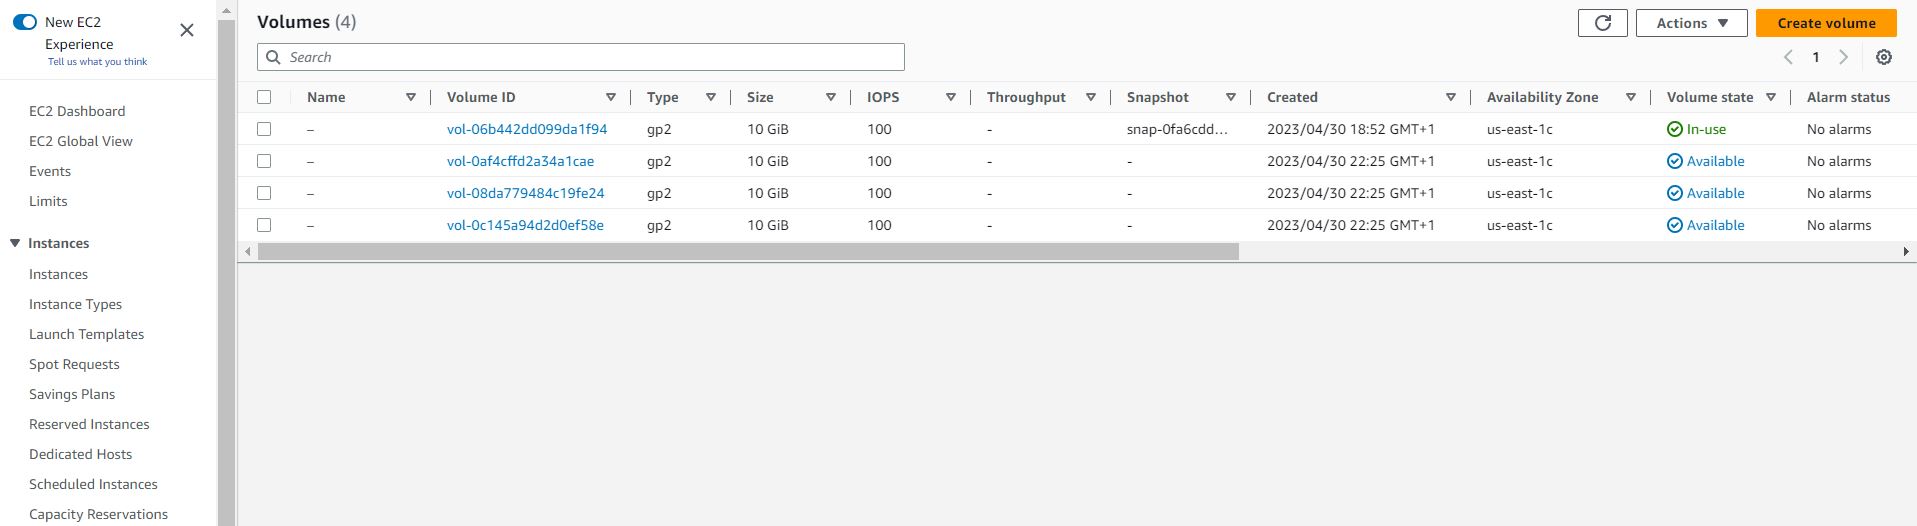 New EC2
Experience
Tell us what you think
EC2 Dashboard
EC2 Global View
Events
Limits
Instances
Instances
Instance Types
Launch Templates
Spot Requests
Savings Plans
Reserved Instances
Dedicated Hosts
Scheduled Instances
Capacity Reservations
Volumes (4)
Actions
Create volume
Search
1
Name Volume ID Type Size IOPS Throughput Snapshot Created Availability Zone Volume state Alarm status
– vol-06b442dd099da1f94 gp2 10 GiB 100 - snap-0fa6cdd... 2023/04/30 18:52 GMT+1 us-east-1c In-use No alarms
– vol-0af4cffd2a34a1cae gp2 10 GiB 100 - - 2023/04/30 22:25 GMT+1 us-east-1c Available No alarms
– vol-08da779484c19fe24 gp2 10 GiB 100 - - 2023/04/30 22:25 GMT+1 us-east-1c Available No alarms
– vol-0c145a94d2d0ef58e gp2 10 GiB 100 - - 2023/04/30 22:25 GMT+1 us-east-1c Available No alarms